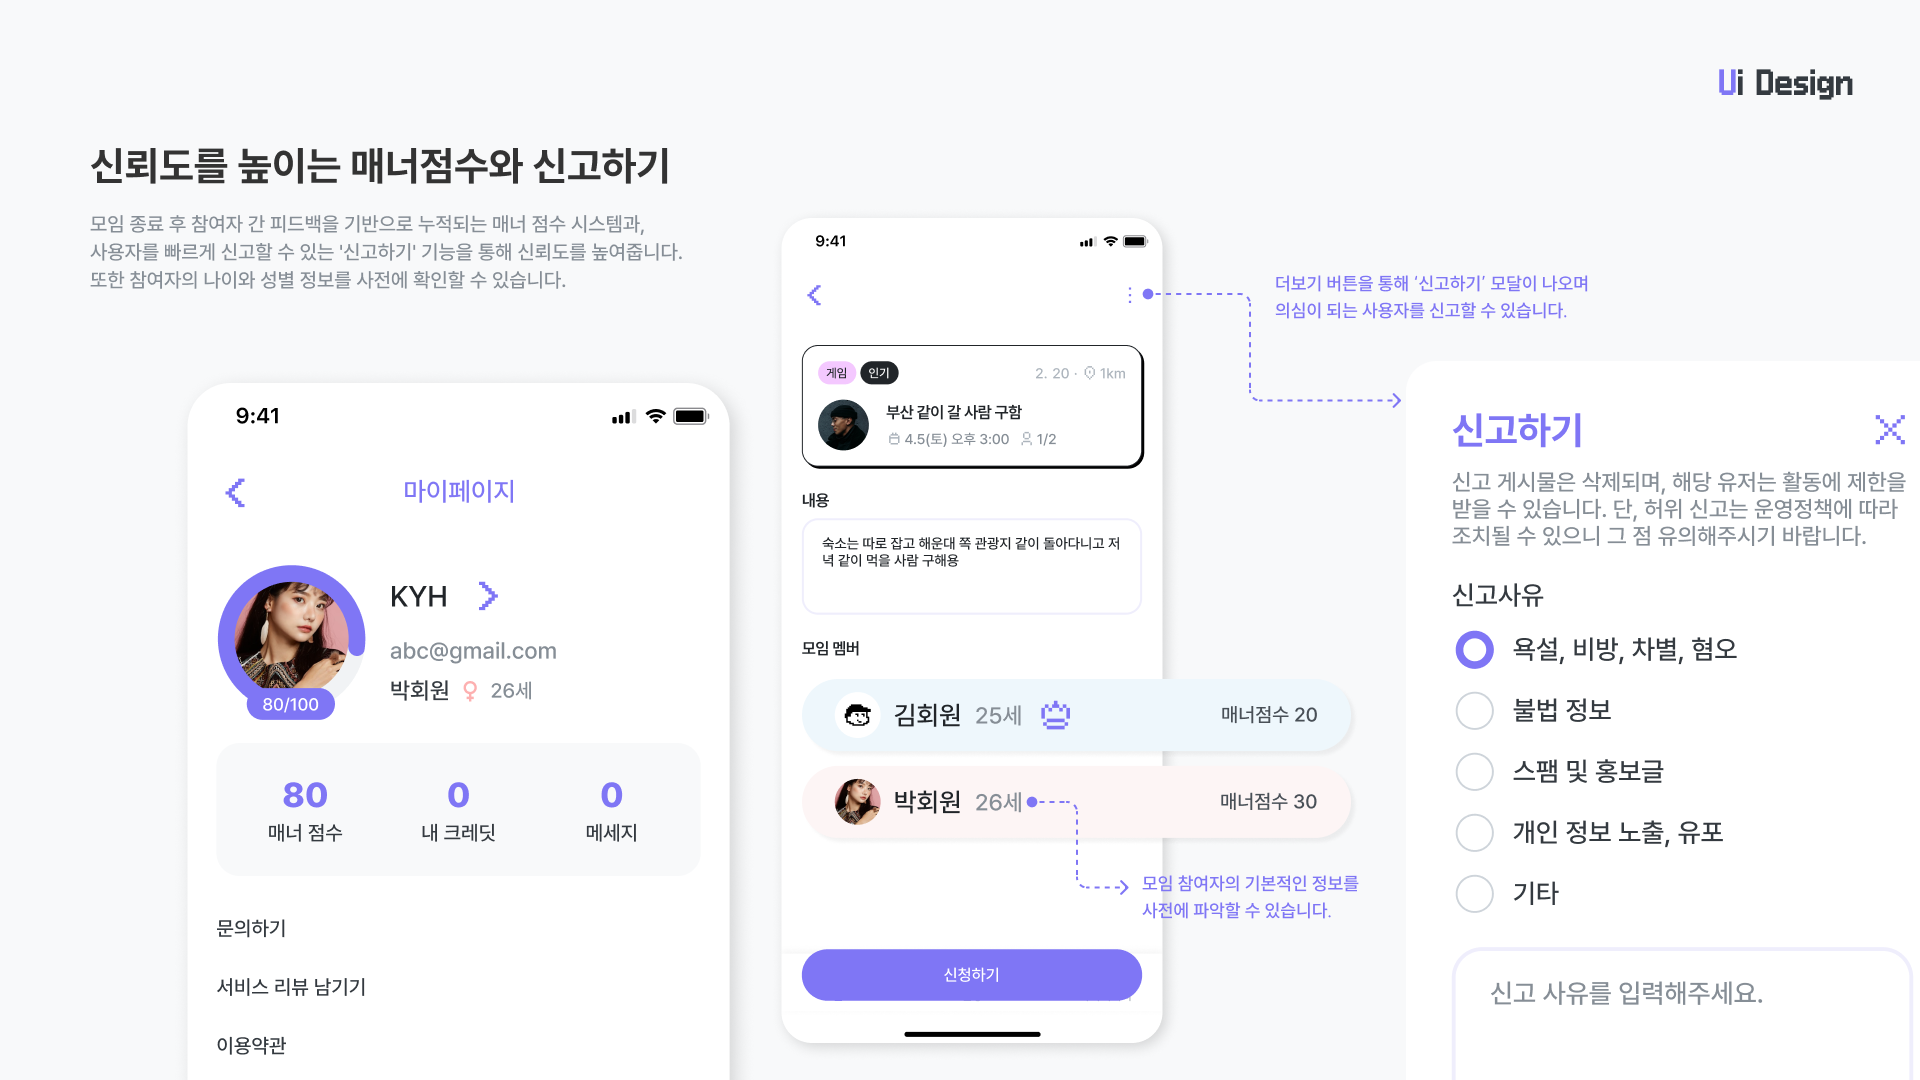 Ui Design
신뢰도를 높이는 매너점수와 신고하기
모임 종료 후 참여자 간 피드백을 기반으로 누적되는 매너 점수 시스템과,
사용자를 빠르게 신고할 수 있는 '신고하기' 기능을 통해 신뢰도를 높여줍니다.
또한 참여자의 나이와 성별 정보를 사전에 확인할 수 있습니다.
9:41
마이페이지
KYH
abc@gmail.com
박회원 26세
80/100
80 0 0
매너 점수 내 크레딧 메세지
문의하기
서비스 리뷰 남기기
이용약관
9:41
게임 인기 2. 20 · 1km
부산 같이 갈 사람 구함
4.5(토) 오후 3:00 1/2
내용
숙소는 따로 잡고 해운대 쪽 관광지 같이 돌아다니고 저
녁 같이 먹을 사람 구해용
모임 멤버
김회원 25세 매너점수 20
박회원 26세 매너점수 30
모임 참여자의 기본적인 정보를
사전에 파악할 수 있습니다.
신청하기
더보기 버튼을 통해 ‘신고하기’ 모달이 나오며
의심이 되는 사용자를 신고할 수 있습니다.
신고하기
신고 게시물은 삭제되며, 해당 유저는 활동에 제한을
받을 수 있습니다. 단, 허위 신고는 운영정책에 따라
조치될 수 있으니 그 점 유의해주시기 바랍니다.
신고사유
욕설, 비방, 차별, 혐오
불법 정보
스팸 및 홍보글
개인 정보 노출, 유포
기타
신고 사유를 입력해주세요.